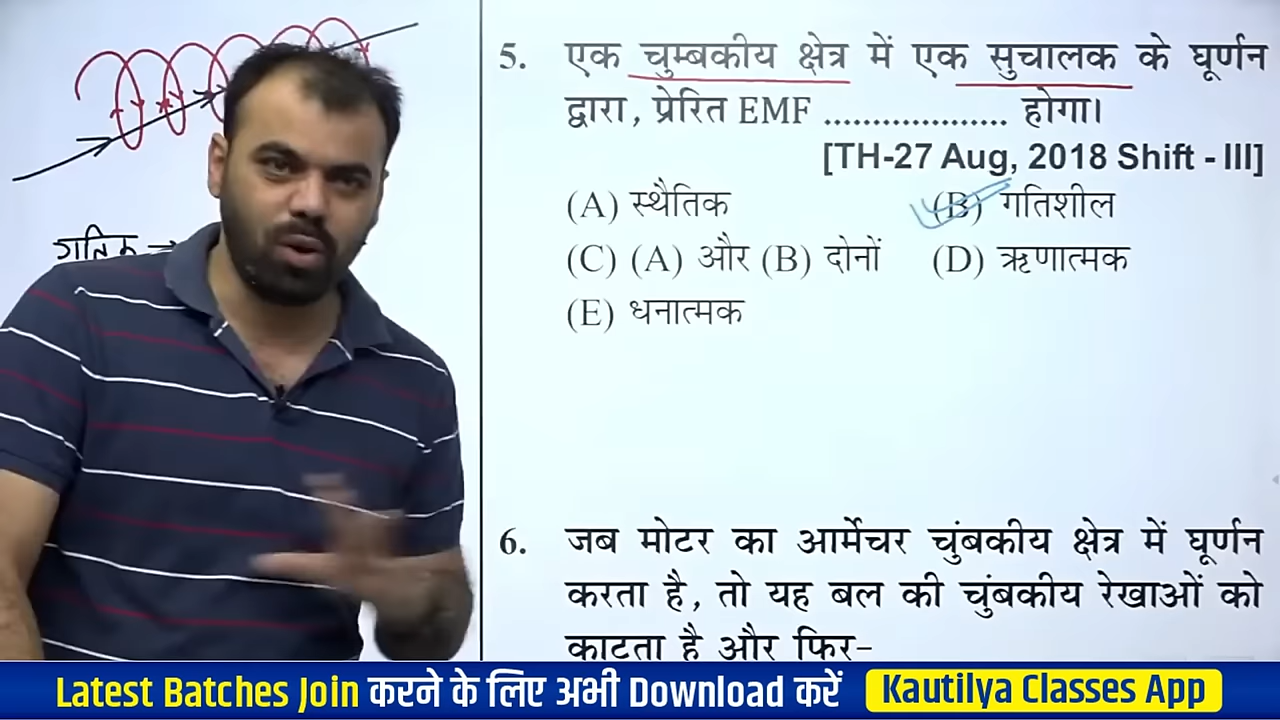 5. एक चुम्बकीय क्षेत्र में एक सुचालक के घूर्णन
द्वारा, प्रेरित EMF ................... होगा।
[TH-27 Aug, 2018 Shift - III]
(A) स्थैतिक (B) गतिशील
(C) (A) और (B) दोनों (D) ऋणात्मक
(E) धनात्मक
गतिक →
6. जब मोटर का आर्मेचर चुंबकीय क्षेत्र में घूर्णन
करता है, तो यह बल की चुंबकीय रेखाओं को
काटता है और फिर-
Latest Batches Join करने के लिए अभी Download करें Kautilya Classes App